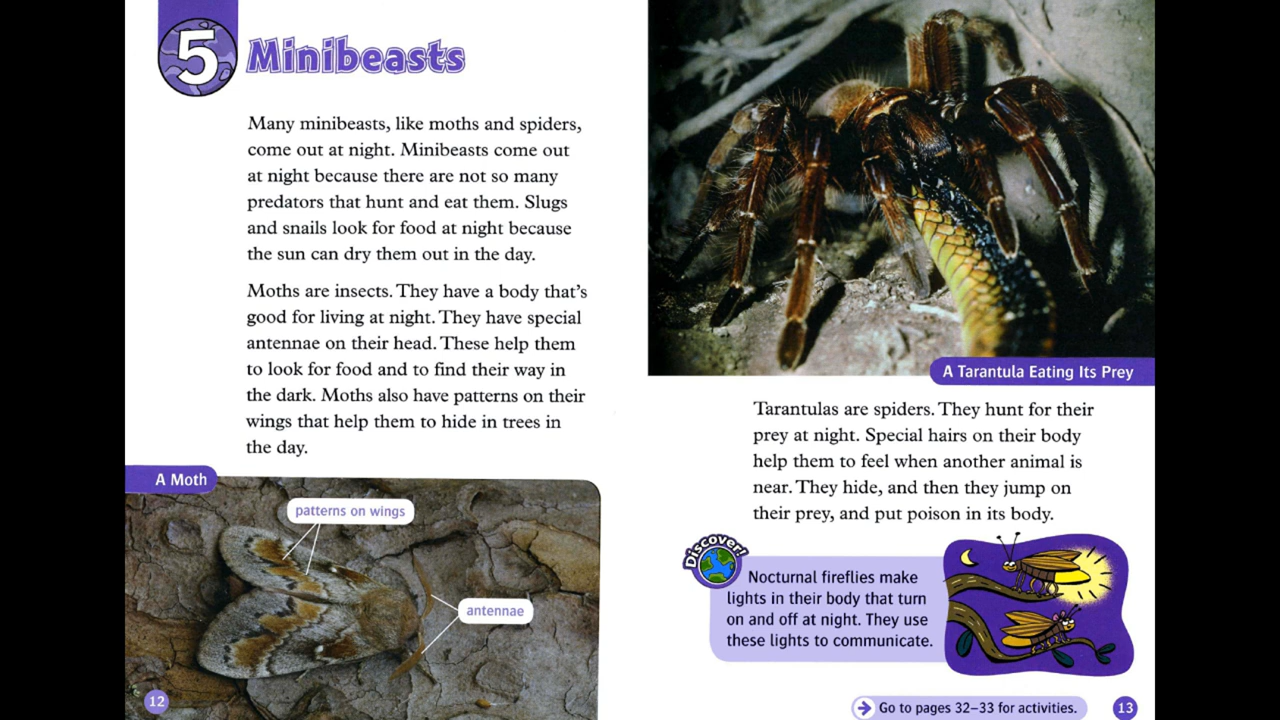 5 Minibeasts
Many minibeasts, like moths and spiders,
come out at night. Minibeasts come out
at night because there are not so many
predators that hunt and eat them. Slugs
and snails look for food at night because
the sun can dry them out in the day.
Moths are insects. They have a body that's
good for living at night. They have special
antennae on their head. These help them
to look for food and to find their way in
the dark. Moths also have patterns on their
wings that help them to hide in trees in
the day.
A Moth
patterns on wings
antennae
12
A Tarantula Eating Its Prey
Tarantulas are spiders. They hunt for their
prey at night. Special hairs on their body
help them to feel when another animal is
near. They hide, and then they jump on
their prey, and put poison in its body.
Discover!
Nocturnal fireflies make
lights in their body that turn
on and off at night. They use
these lights to communicate.
Go to pages 32–33 for activities.
13